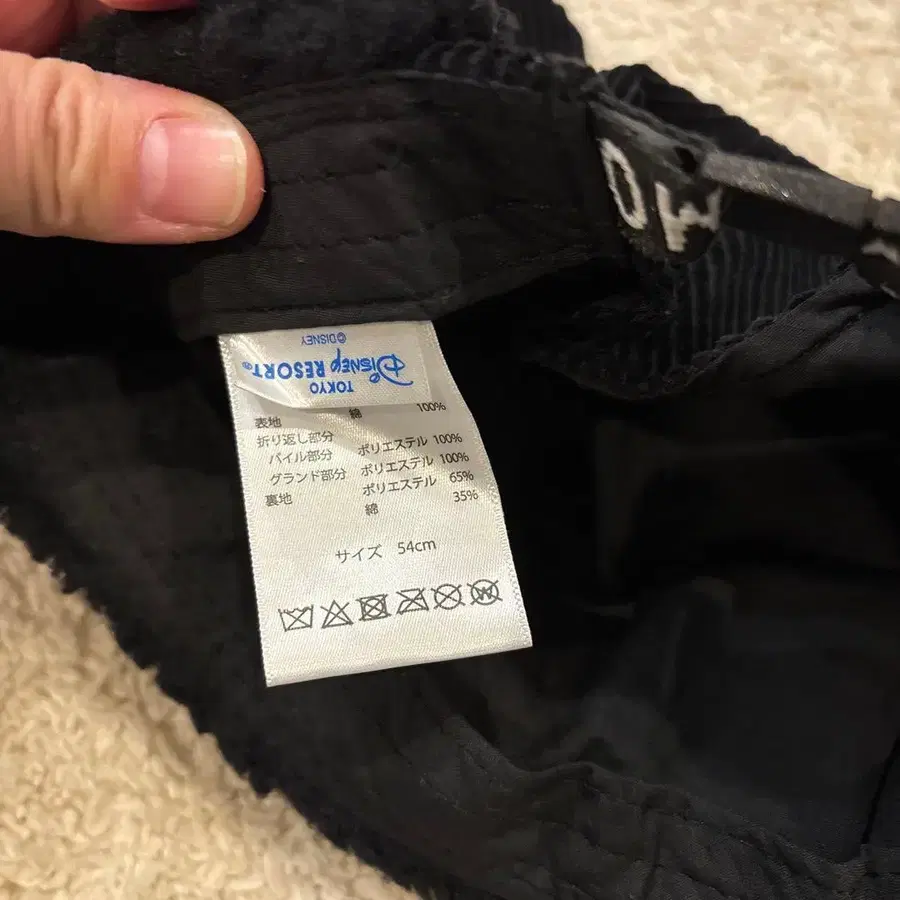 ©DISNEY
TOKYO
DISNEY RESORT®
表地 綿 100%
折り返し部分
パイル部分 ポリエステル 100%
グランド部分 ポリエステル 100%
裏地 ポリエステル 65%
綿 35%
サイズ 54cm
W